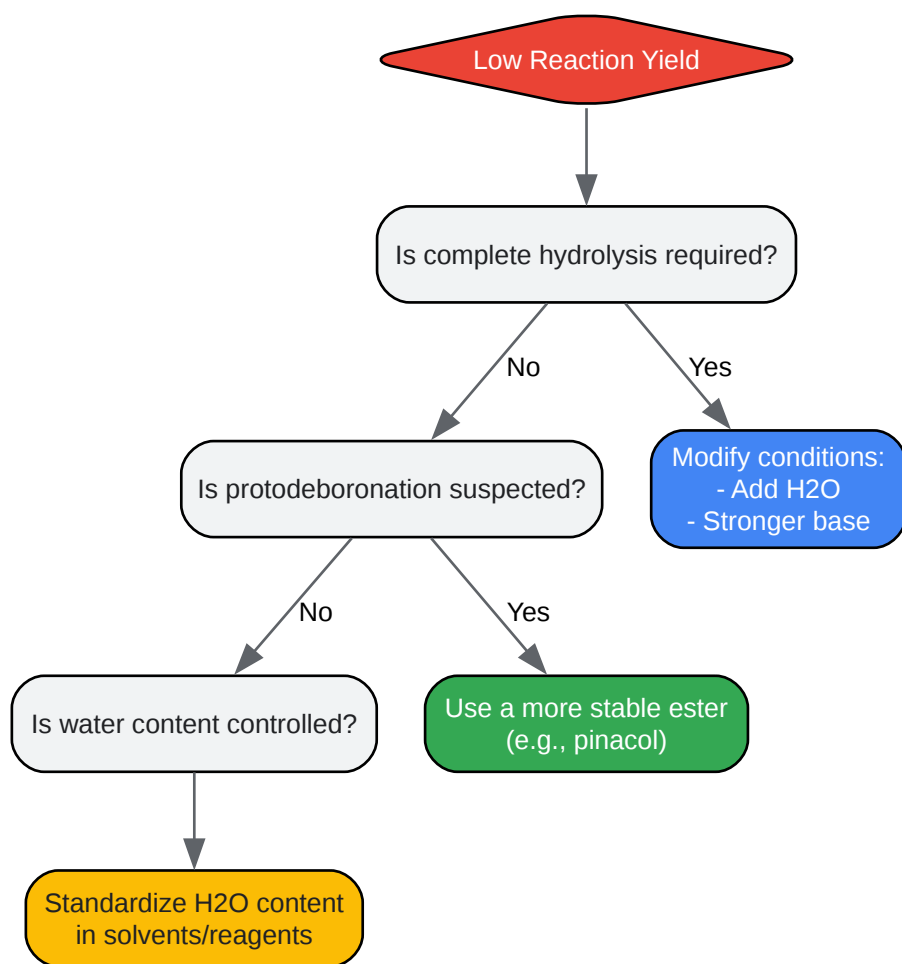 Low Reaction Yield
Is complete hydrolysis required?
No
Yes
Is protodeboronation suspected?
Modify conditions:
- Add H2O
- Stronger base
No
Yes
Is water content controlled?
Use a more stable ester
(e.g., pinacol)
Standardize H2O content
in solvents/reagents